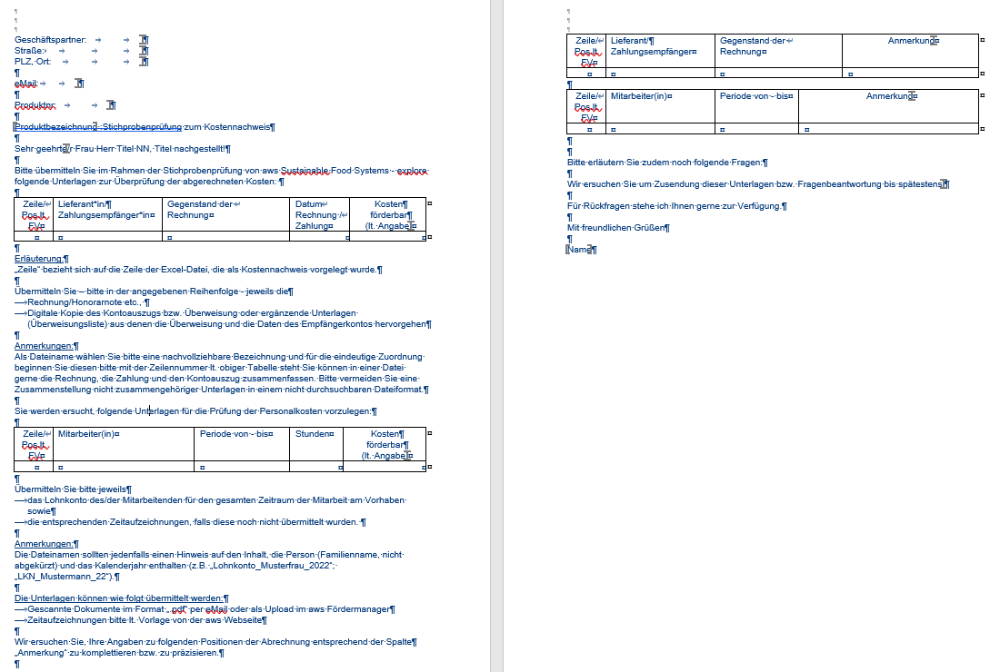 Geschäftspartner:
Straße:
PLZ, Ort:
eMail:
Produktnr:
Produktbezeichnung ;Stichprobenprüfung zum Kostennachweis
Sehr geehrte/r Frau Herr Titel NN, Titel nachgestellt!
Bitte übermitteln Sie im Rahmen der Stichprobenprüfung von aws Sustainable Food Systems - explore
folgende Unterlagen zur Überprüfung der abgerechneten Kosten:
Zeile/ Lieferant*in/ Gegenstand der Datum Kosten
Pos.lt. Zahlungsempfänger*in Rechnung Rechnung / förderbar
FV Zahlung (lt. Angabe)
Erläuterung:
„Zeile“ bezieht sich auf die Zeile der Excel-Datei, die als Kostennachweis vorgelegt wurde.
Übermitteln Sie – bitte in der angegebenen Reihenfolge - jeweils die
Rechnung/Honorarnote etc.,
Digitale Kopie des Kontoauszugs bzw. Überweisung oder ergänzende Unterlagen
(Überweisungsliste) aus denen die Überweisung und die Daten des Empfängerkontos hervorgehen
Anmerkungen:
Als Dateiname wählen Sie bitte eine nachvollziehbare Bezeichnung und für die eindeutige Zuordnung
beginnen Sie diesen bitte mit der Zeilennummer lt. obiger Tabelle steht Sie können in einer Datei
gerne die Rechnung, die Zahlung und den Kontoauszug zusammenfassen. Bitte vermeiden Sie eine
Zusammenstellung nicht zusammengehöriger Unterlagen in einem nicht durchsuchbaren Dateiformat.
Sie werden ersucht, folgende Unterlagen für die Prüfung der Personalkosten vorzulegen:
Zeile/ Mitarbeiter(in) Periode von - bis Stunden Kosten
Pos.lt. förderbar
FV (lt. Angabe)
Übermitteln Sie bitte jeweils
das Lohnkonto des/der Mitarbeitenden für den gesamten Zeitraum der Mitarbeit am Vorhaben
sowie
die entsprechenden Zeitaufzeichnungen, falls diese noch nicht übermittelt wurden.
Anmerkungen:
Die Dateinamen sollten jedenfalls einen Hinweis auf den Inhalt, die Person (Familienname, nicht
abgekürzt) und das Kalenderjahr enthalten (z.B. „Lohnkonto_Musterfrau_2022“;
„LKN_Mustermann_22“).
Die Unterlagen können wie folgt übermittelt werden:
Gescannte Dokumente im Format „.pdf“ per eMail oder als Upload im aws Fördermanager
Zeitaufzeichnungen bitte lt. Vorlage von der aws Webseite
Wir ersuchen Sie, Ihre Angaben zu folgenden Positionen der Abrechnung entsprechend der Spalte
„Anmerkung“ zu komplettieren bzw. zu präzisieren.
Zeile/ Lieferant/ Gegenstand der Anmerkung
Pos.lt. Zahlungsempfänger Rechnung
FV
Zeile/ Mitarbeiter(in) Periode von - bis Anmerkung
Pos.lt.
FV
Bitte erläutern Sie zudem noch folgende Fragen:
Wir ersuchen Sie um Zusendung dieser Unterlagen bzw. Fragenbeantwortung bis spätestens
Für Rückfragen stehe ich Ihnen gerne zur Verfügung.
Mit freundlichen Grüßen
Name